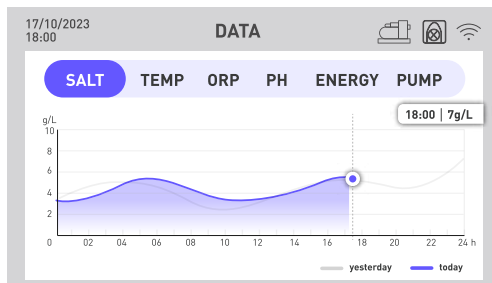 17/10/2023
18:00
DATA
SALT TEMP ORP PH ENERGY PUMP
18:00 | 7g/L
g/L
10
8
6
4
2
0 02 04 06 08 10 12 14 16 18 20 22 24 h
yesterday today